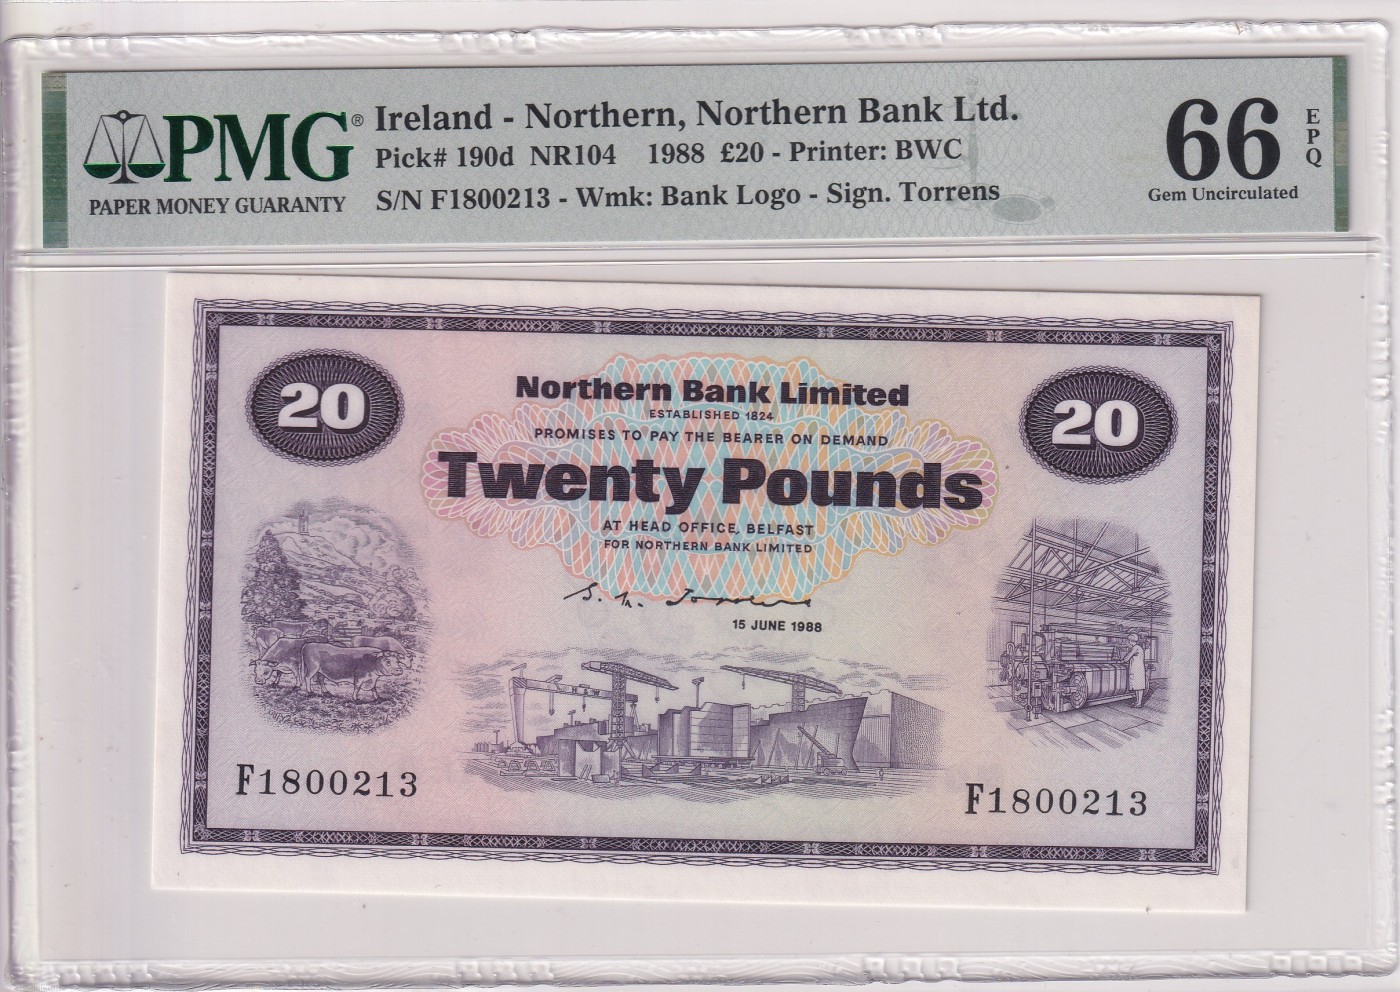 PMG®
PAPER MONEY GUARANTY
Ireland - Northern, Northern Bank Ltd.
Pick# 190d NR104 1988 £20 - Printer: BWC
S/N F1800213 - Wmk: Bank Logo - Sign. Torrens
66 EPQ
Gem Uncirculated
20
20
Northern Bank Limited
ESTABLISHED 1824
PROMISES TO PAY THE BEARER ON DEMAND
Twenty Pounds
AT HEAD OFFICE, BELFAST
FOR NORTHERN BANK LIMITED
15 JUNE 1988
F1800213
F1800213